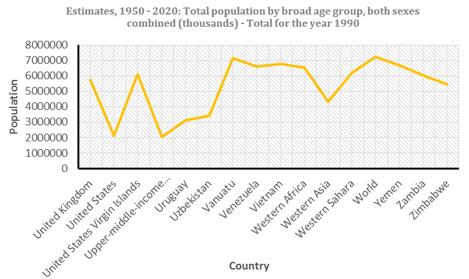 Estimates, 1950 - 2020: Total population by broad age group, both sexes
combined (thousands) - Total for the year 1990
8000000
7000000
6000000
5000000
4000000
3000000
2000000
1000000
0
Population
United Kingdom
United States
United States Virgin Islands
Upper-middle-income...
Uruguay
Uzbekistan
Vanuatu
Venezuela
Vietnam
Western Africa
Western Asia
Western Sahara
World
Yemen
Zambia
Zimbabwe
Country